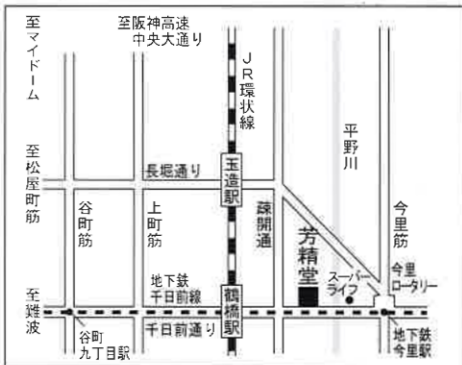 至マイドーム
至阪神高速
中央大通り
JR環状線
平野川
至松屋町筋
長堀通り
玉造駅
谷町筋
上町筋
疎開道
芳精堂
スーパー
ライフ
今里筋
今里
ロータリー
地下鉄
千日前線
鶴橋駅
至難波
千日前通り
谷町
九丁目駅
地下鉄
今里駅